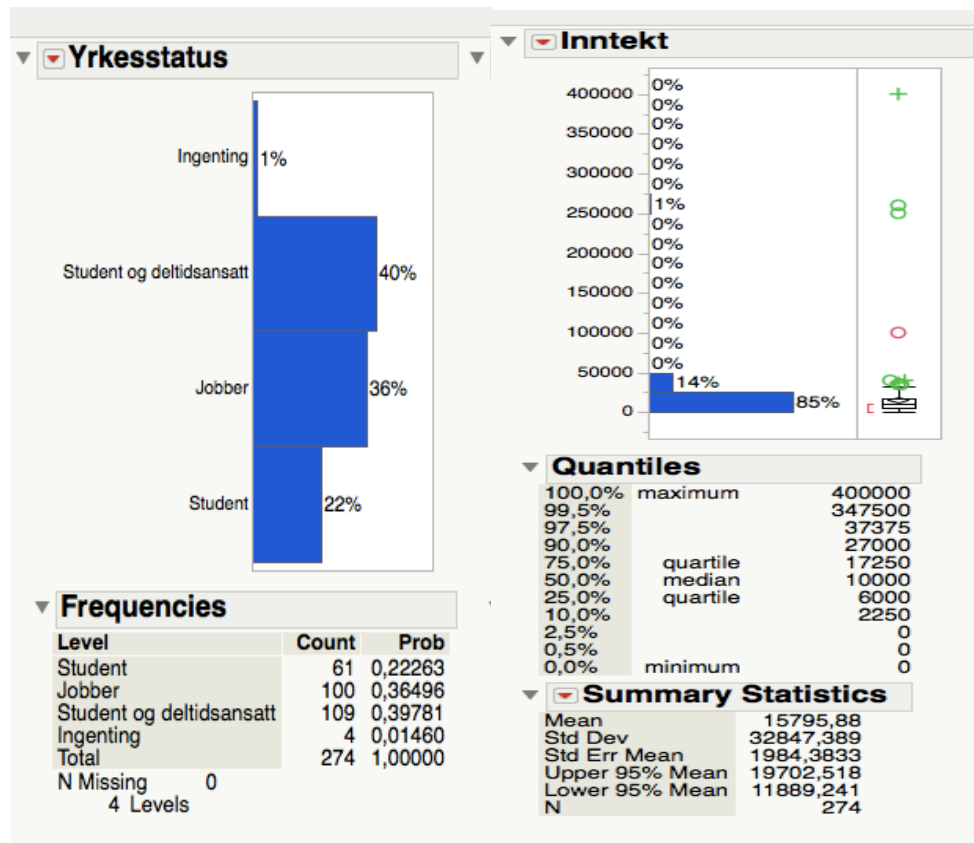 Yrkesstatus
Ingenting 1%
Student og deltidsansatt 40%
Jobber 36%
Student 22%
Frequencies
Level Count Prob
Student 61 0,22263
Jobber 100 0,36496
Student og deltidsansatt 109 0,39781
Ingenting 4 0,01460
Total 274 1,00000
N Missing 0
4 Levels
Inntekt
0%
400000
0%
0%
350000
0%
0%
300000
0%
1%
250000
0%
0%
200000
0%
0%
150000
0%
0%
100000
0%
0%
50000
14%
85%
0
Quantiles
100,0% maximum 400000
99,5% 347500
97,5% 37375
90,0% 27000
75,0% quartile 17250
50,0% median 10000
25,0% quartile 6000
10,0% 2250
2,5% 0
0,5% 0
0,0% minimum 0
Summary Statistics
Mean 15795,88
Std Dev 32847,389
Std Err Mean 1984,3833
Upper 95% Mean 19702,518
Lower 95% Mean 11889,241
N 274